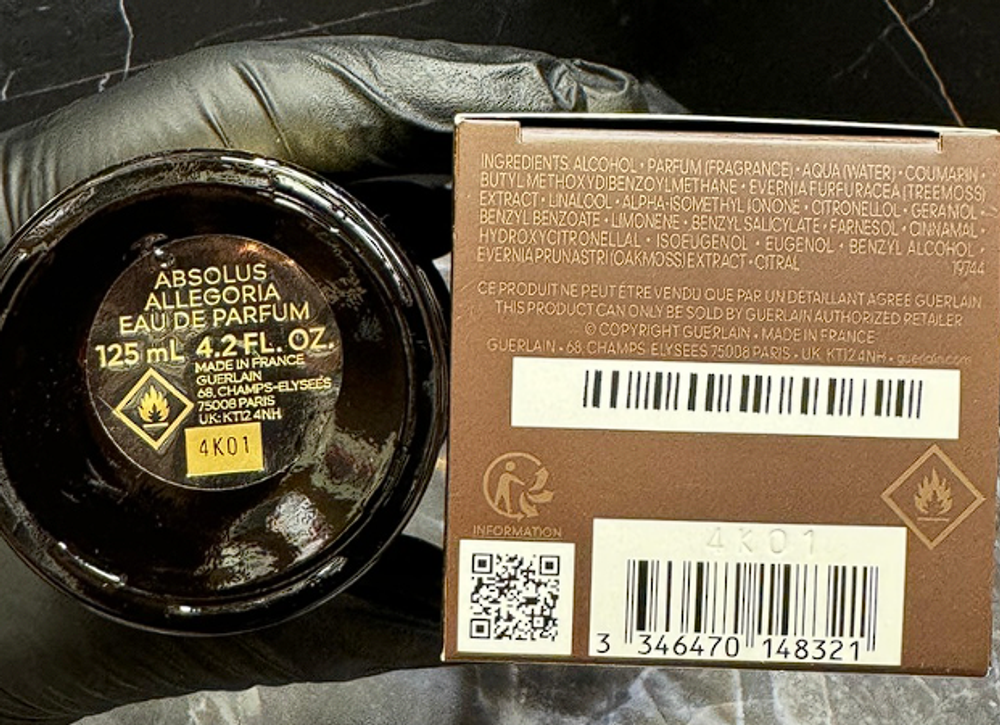 ABSOLUS
ALLEGORIA
EAU DE PARFUM
125 mL 4.2 FL. OZ.
MADE IN FRANCE
GUERLAIN
68, CHAMPS-ELYSEES
75008 PARIS
UK: KT12 4NH
4K01
INGREDIENTS ALCOHOL • PARFUM (FRAGRANCE) • AQUA (WATER) • COUMARIN •
BUTYL METHOXYDIBENZOYLMETHANE • EVERNIA FURFURACEA (TREEMOSS)
EXTRACT • LINALOOL • ALPHA-ISOMETHYL IONONE • CITRONELLOL • GERANIOL •
BENZYL BENZOATE • LIMONENE • BENZYL SALICYLATE • FARNESOL • CINNAMAL •
HYDROXYCITRONELLAL • ISOEUGENOL • EUGENOL • BENZYL ALCOHOL •
EVERNIA PRUNASTRI (OAKMOSS) EXTRACT • CITRAL
19744
CE PRODUIT NE PEUT ÊTRE VENDU QUE PAR UN DÉTAILLANT AGRÉÉ GUERLAIN
THIS PRODUCT CAN ONLY BE SOLD BY GUERLAIN AUTHORIZED RETAILER
© COPYRIGHT GUERLAIN • MADE IN FRANCE
GUERLAIN • 68, CHAMPS-ELYSEES 75008 PARIS • UK. KT12 4NH • guerlain.com
INFORMATION
4K01
3 346470 148321